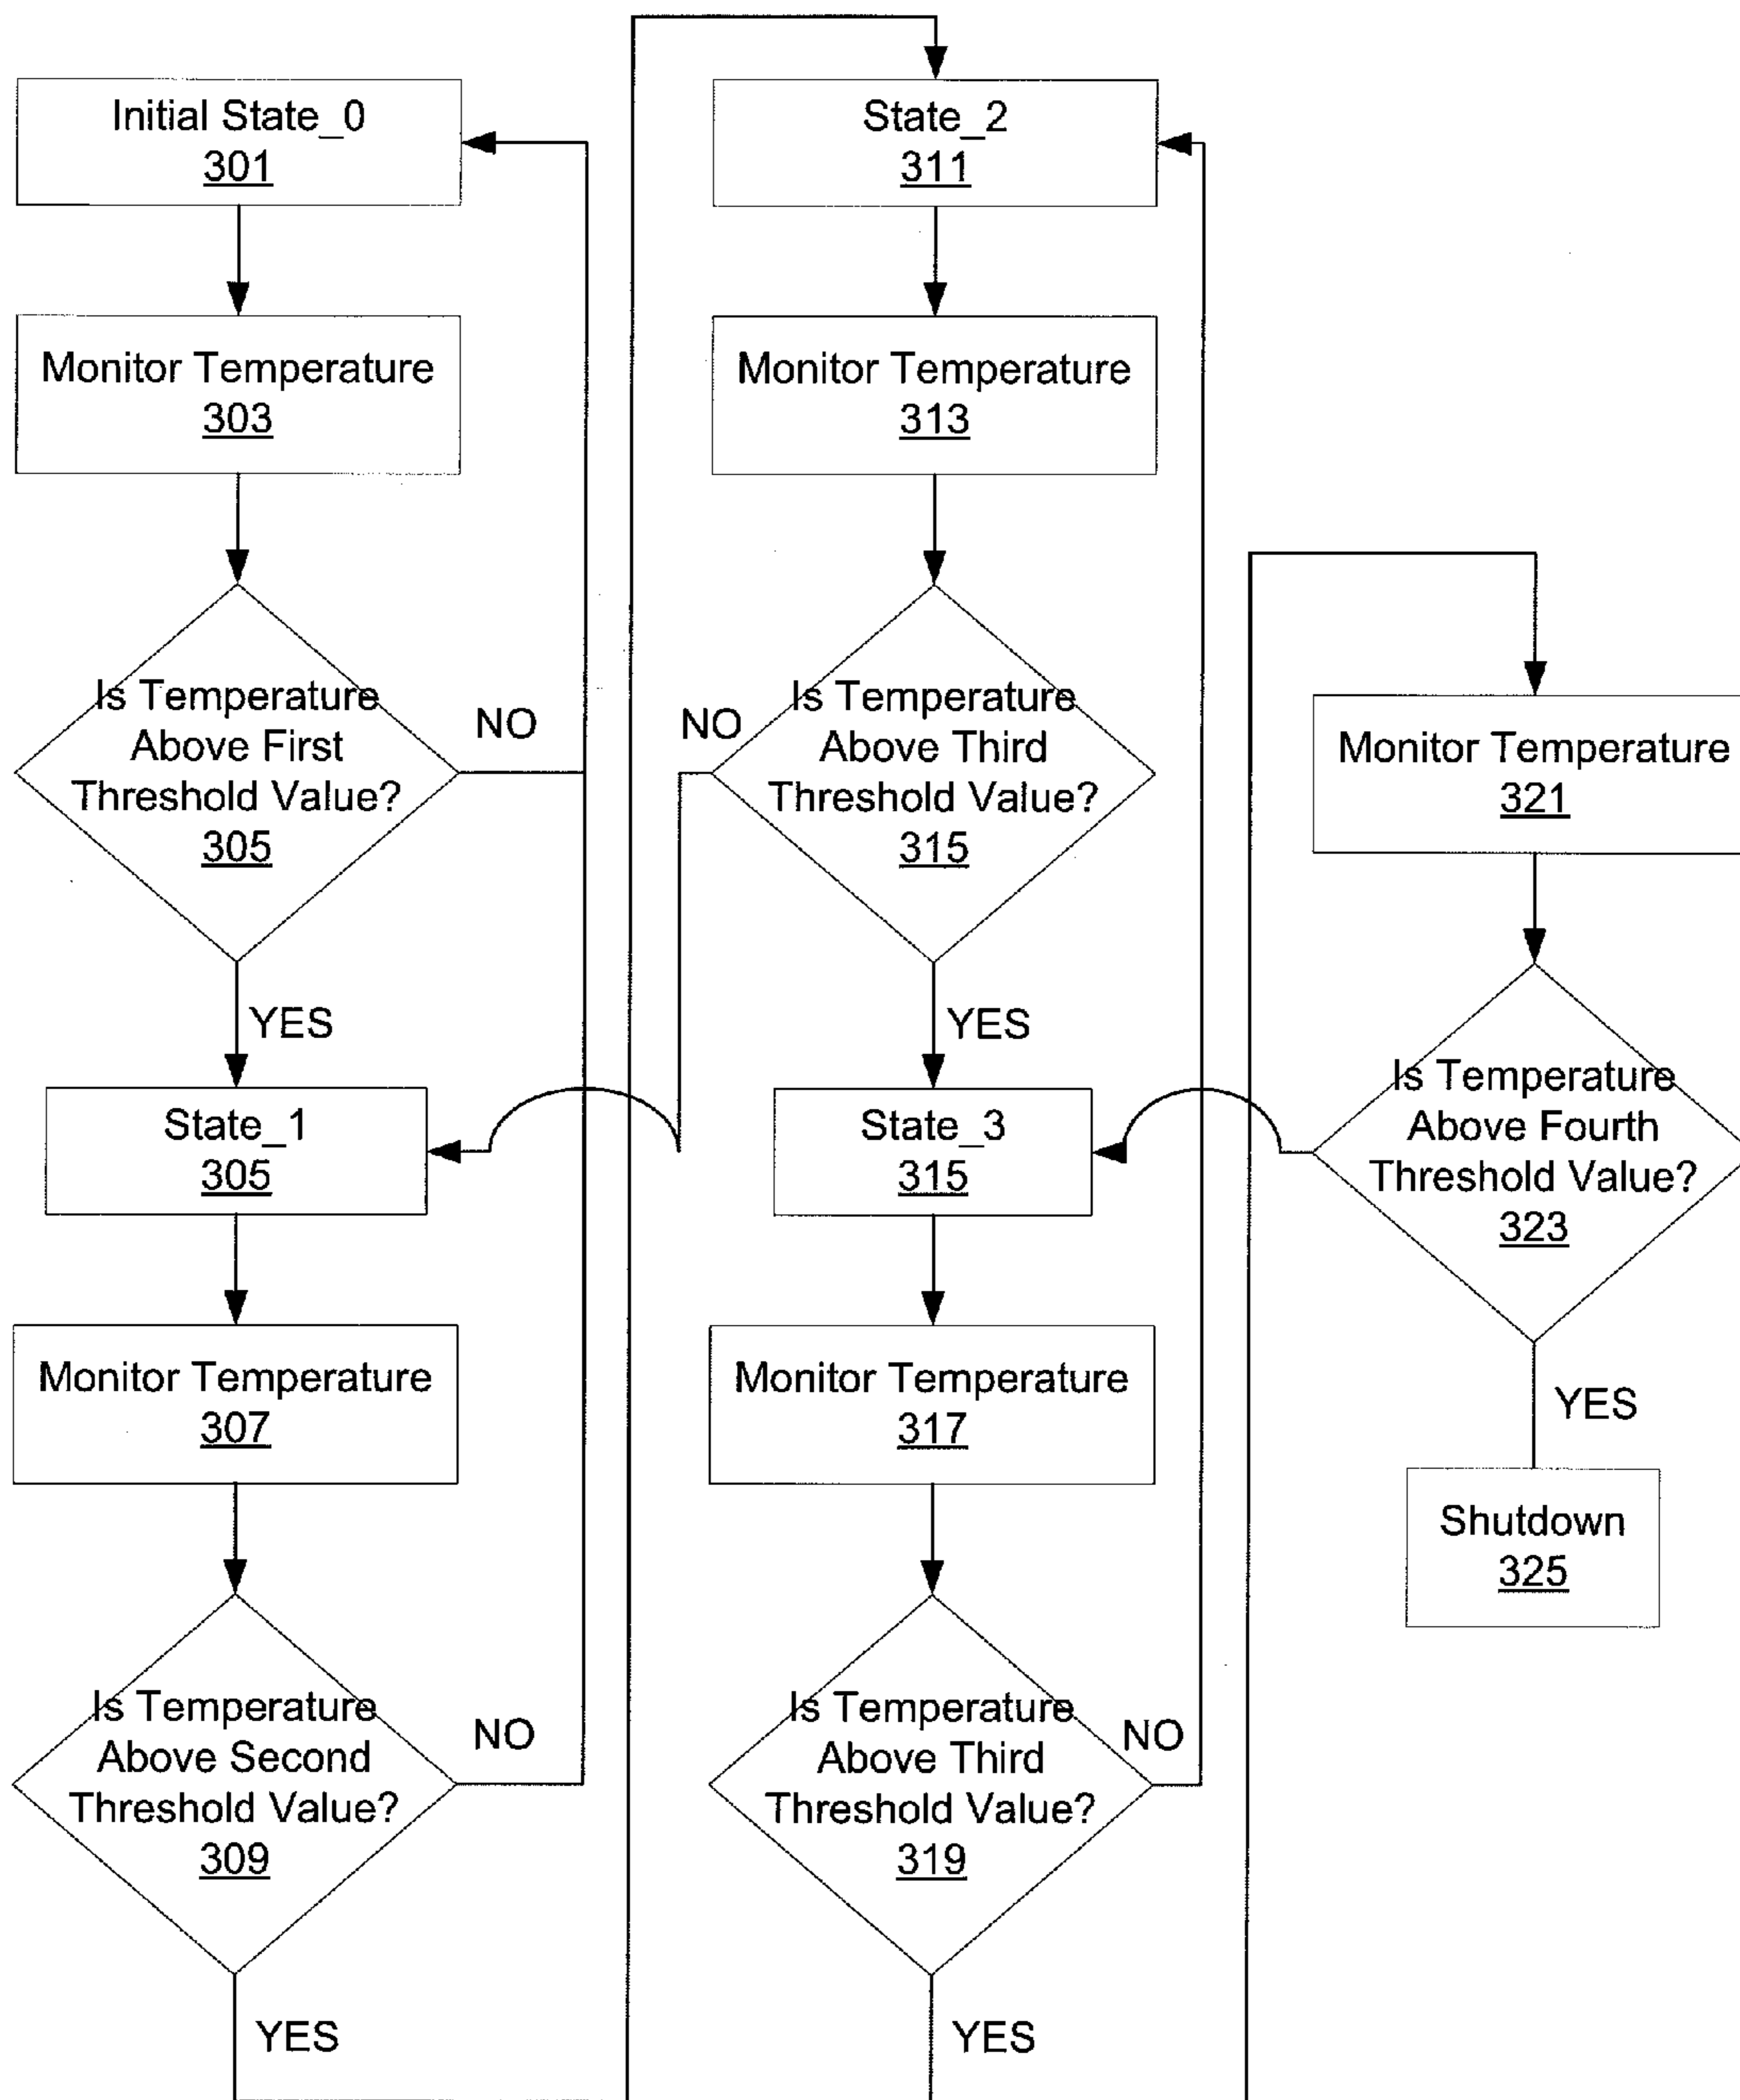 Initial State_0
301
Monitor Temperature
303
Is Temperature
Above First
Threshold Value?
305
NO
YES
State_1
305
Monitor Temperature
307
Is Temperature
Above Second
Threshold Value?
309
NO
YES
State_2
311
Monitor Temperature
313
Is Temperature
Above Third
Threshold Value?
315
NO
YES
State_3
315
Monitor Temperature
317
Is Temperature
Above Third
Threshold Value?
319
NO
YES
Monitor Temperature
321
Is Temperature
Above Fourth
Threshold Value?
323
YES
Shutdown
325